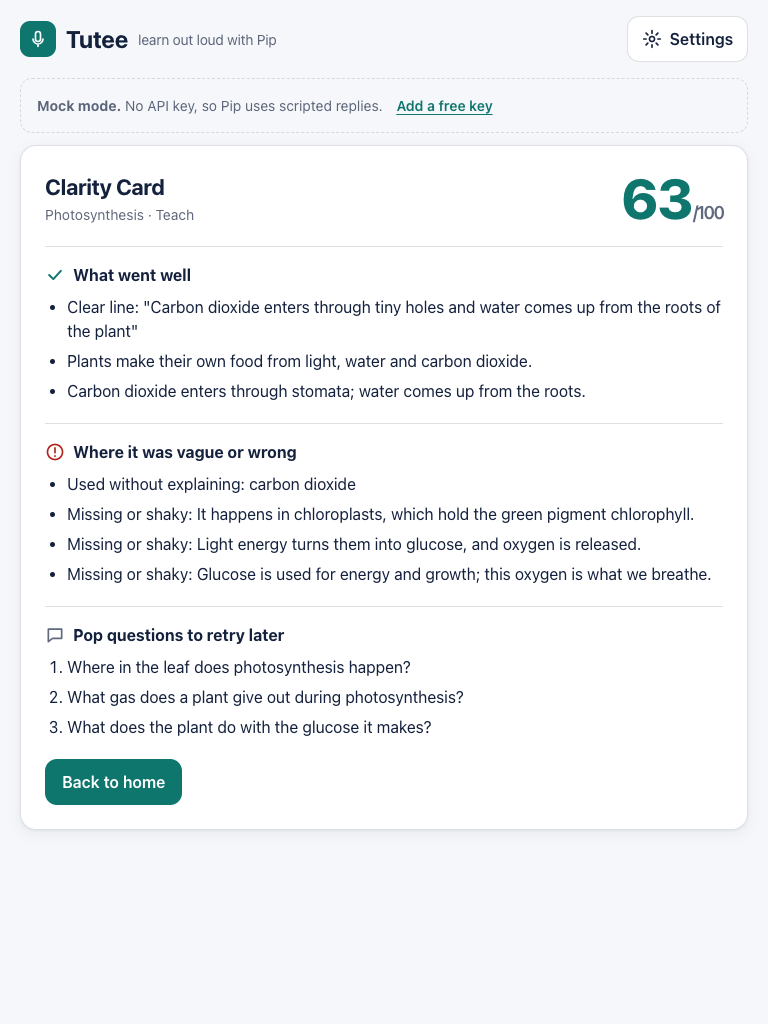 Tutee learn out loud with Pip
Settings
Mock mode. No API key, so Pip uses scripted replies. Add a free key
Clarity Card
Photosynthesis · Teach
63/100
What went well
• Clear line: "Carbon dioxide enters through tiny holes and water comes up from the roots of
the plant"
• Plants make their own food from light, water and carbon dioxide.
• Carbon dioxide enters through stomata; water comes up from the roots.
Where it was vague or wrong
• Used without explaining: carbon dioxide
• Missing or shaky: It happens in chloroplasts, which hold the green pigment chlorophyll.
• Missing or shaky: Light energy turns them into glucose, and oxygen is released.
• Missing or shaky: Glucose is used for energy and growth; this oxygen is what we breathe.
Pop questions to retry later
1. Where in the leaf does photosynthesis happen?
2. What gas does a plant give out during photosynthesis?
3. What does the plant do with the glucose it makes?
Back to home